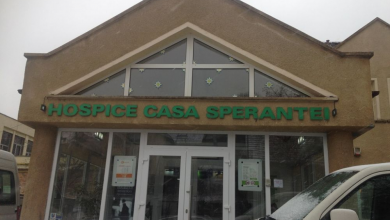 HOSPICE CASA SPERANTEI